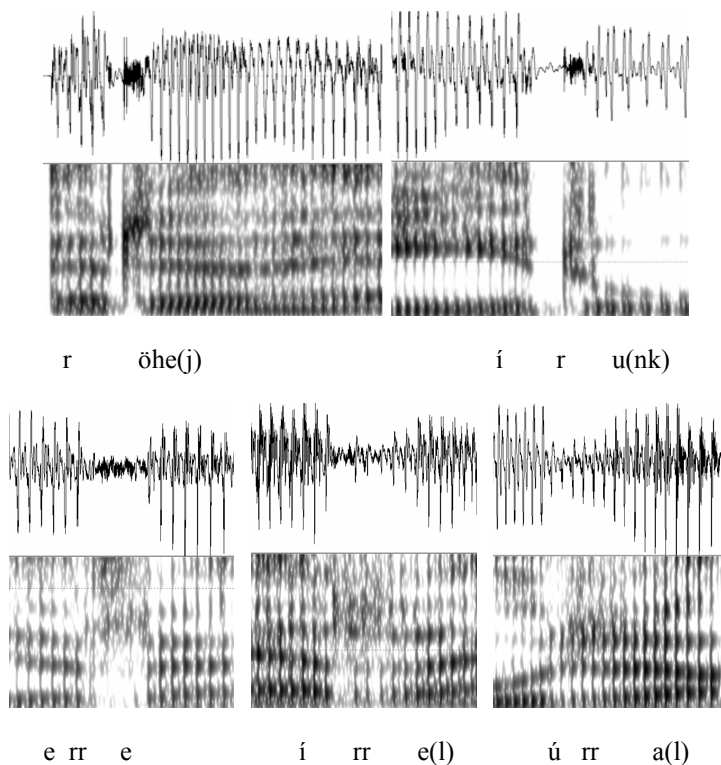 r öhe(j) í r u(nk)
e rr e í rr e(l) ú rr a(l)